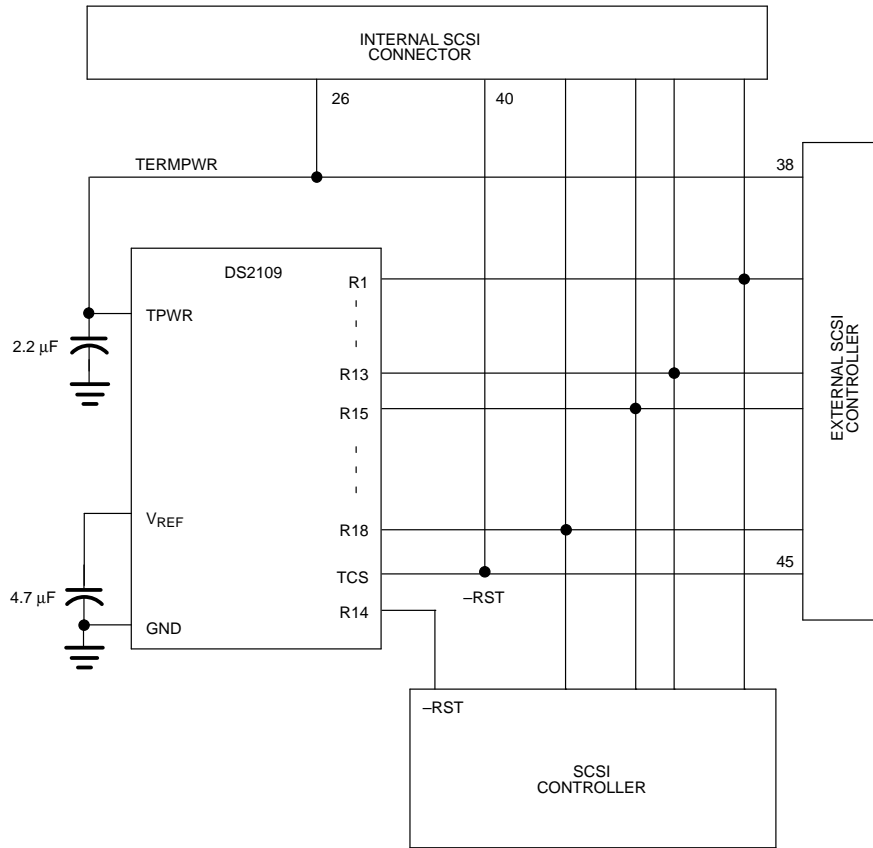 INTERNAL SCSI
CONNECTOR
26
40
TERMPWR
38
DS2109
R1
TPWR
2.2 μF
R13
R15
EXTERNAL SCSI
CONTROLLER
VREF
R18
TCS
45
4.7 μF
–RST
R14
GND
–RST
SCSI
CONTROLLER